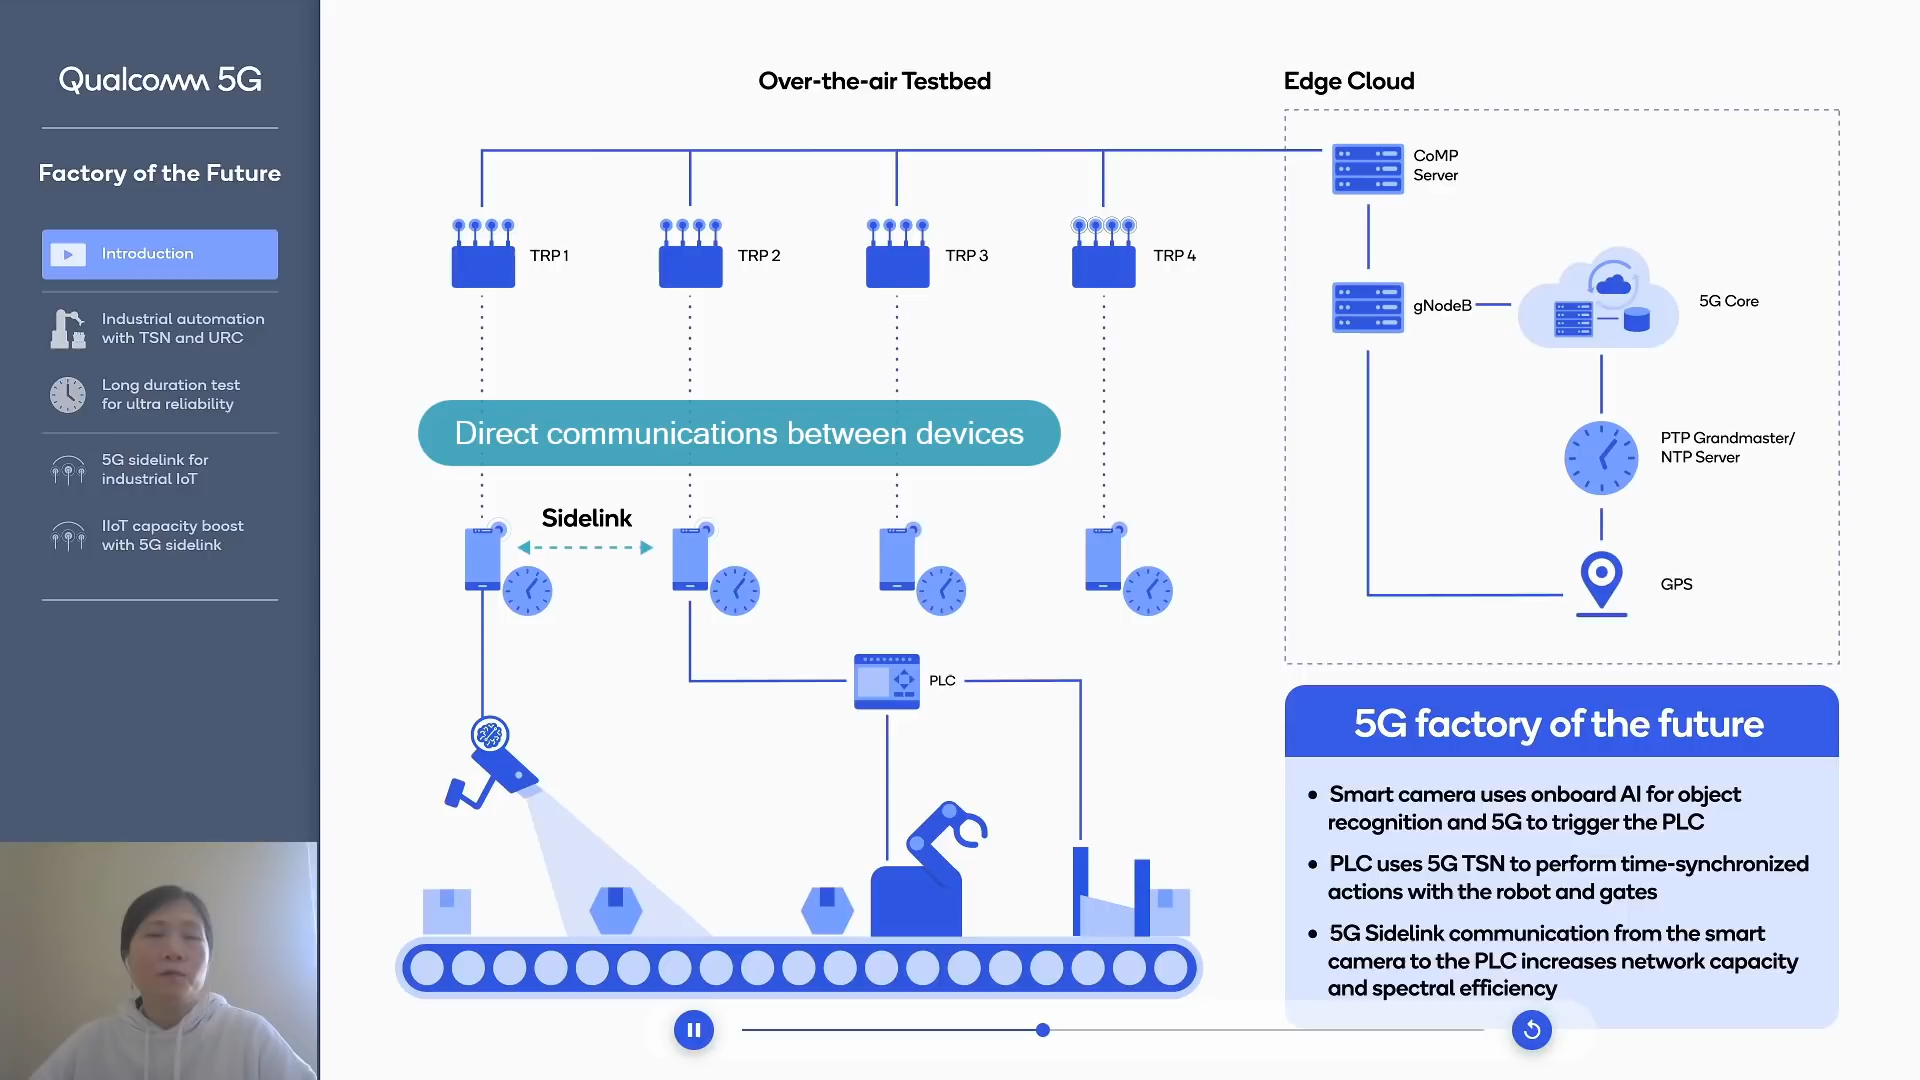 Qualcomm 5G
Factory of the Future
Introduction
Industrial automation
with TSN and URC
Long duration test
for ultra reliability
5G sidelink for
industrial IoT
IIoT capacity boost
with 5G sidelink
Over-the-air Testbed
Edge Cloud
CoMP
Server
TRP 1
TRP 2
TRP 3
TRP 4
gNodeB
5G Core
Direct communications between devices
PTP Grandmaster/
NTP Server
Sidelink
GPS
PLC
5G factory of the future
• Smart camera uses onboard AI for object
recognition and 5G to trigger the PLC
• PLC uses 5G TSN to perform time-synchronized
actions with the robot and gates
• 5G Sidelink communication from the smart
camera to the PLC increases network capacity
and spectral efficiency